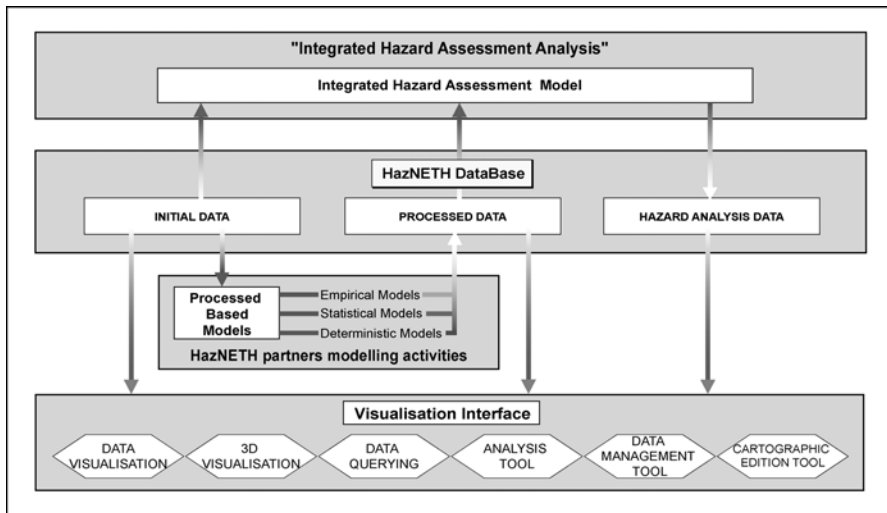 "Integrated Hazard Assessment Analysis"
Integrated Hazard Assessment Model
HazNETH DataBase
INITIAL DATA
PROCESSED DATA
HAZARD ANALYSIS DATA
Processed
Based
Models
Empirical Models
Statistical Models
Deterministic Models
HazNETH partners modelling activities
Visualisation Interface
DATA
VISUALISATION
3D
VISUALISATION
DATA
QUERYING
ANALYSIS
TOOL
DATA
MANAGEMENT
TOOL
CARTOGRAPHIC
EDITION TOOL